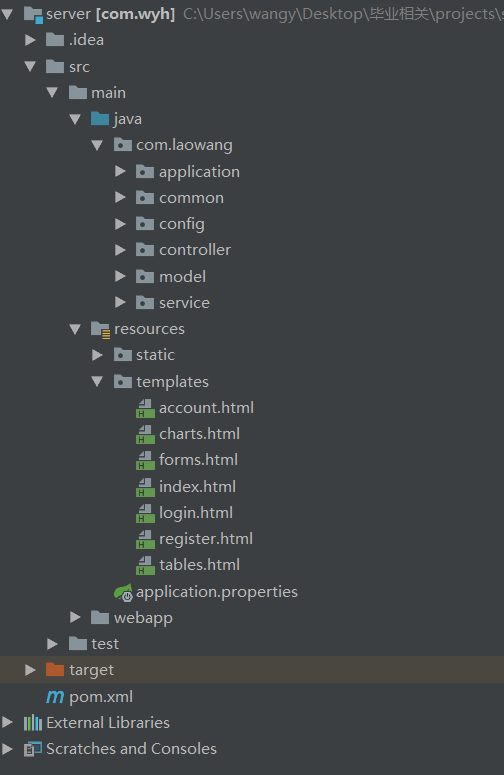 server [com.wyh] C:\Users\wangy\Desktop\毕业相关\projects\s
.idea
src
main
java
com.laowang
application
common
config
controller
model
service
resources
static
templates
account.html
charts.html
forms.html
index.html
login.html
register.html
tables.html
application.properties
webapp
test
target
pom.xml
External Libraries
Scratches and Consoles